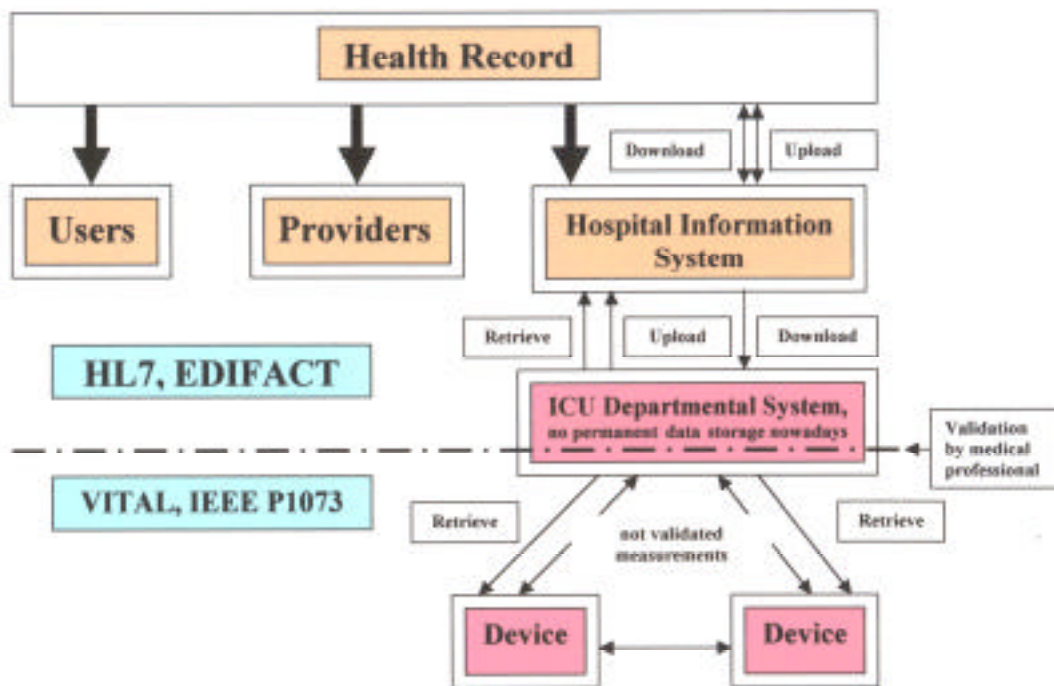 Health Record
Download
Upload
Users
Providers
Hospital Information
System
Retrieve
Upload
Download
HL7, EDIFACT
ICU Departmental System,
no permanent data storage nowadays
Validation
by medical
professional
VITAL, IEEE P1073
Retrieve
not validated
measurements
Retrieve
Device
Device